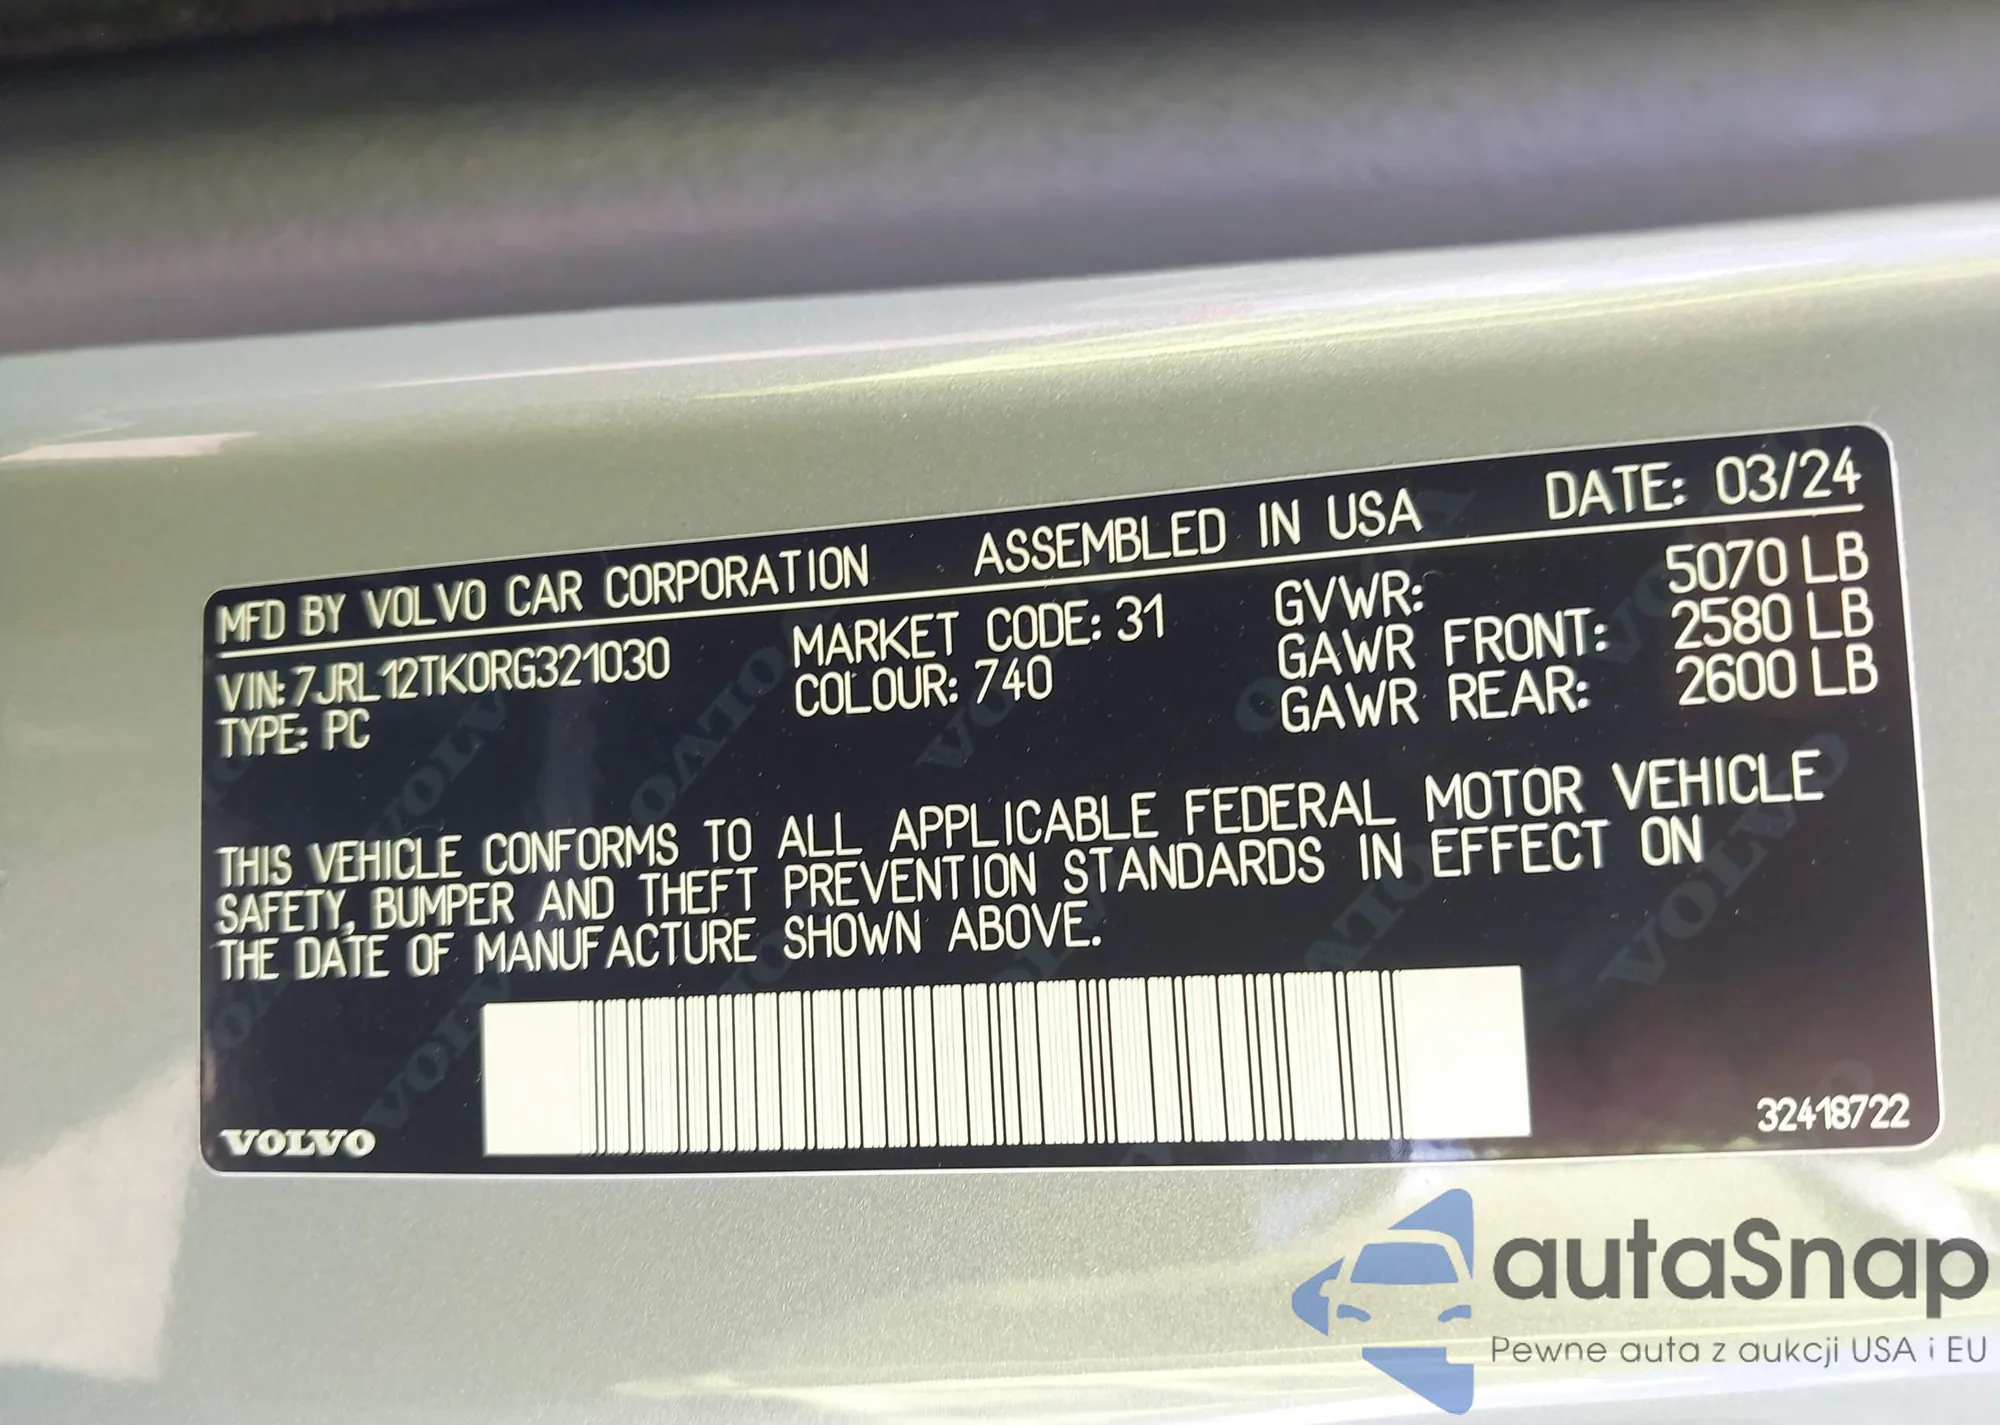 MFD BY VOLVO CAR CORPORATION ASSEMBLED IN USA DATE: 03/24
VIN: 7JRL12TK0RG321030 MARKET CODE: 31 GVWR: 5070 LB
TYPE: PC COLOUR: 740 GAWR FRONT: 2580 LB
GAWR REAR: 2600 LB
THIS VEHICLE CONFORMS TO ALL APPLICABLE FEDERAL MOTOR VEHICLE
SAFETY, BUMPER AND THEFT PREVENTION STANDARDS IN EFFECT ON
THE DATE OF MANUFACTURE SHOWN ABOVE.
VOLVO 32418722
autaSnap
Pewne auta z aukcji USA i EU